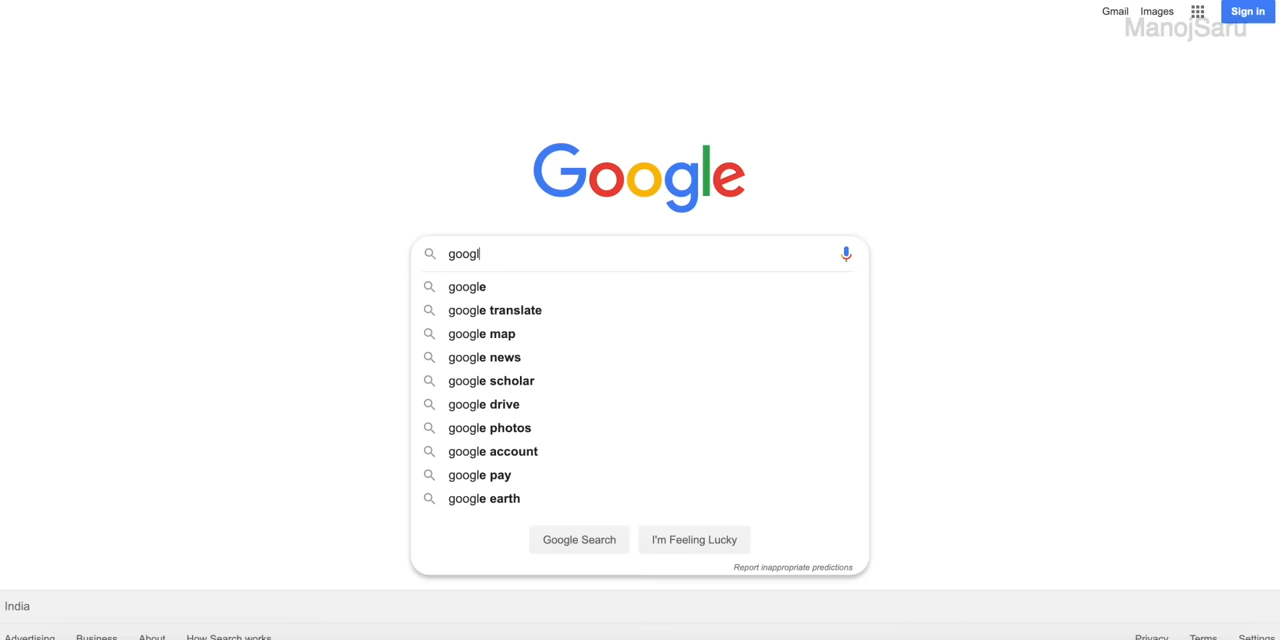 Gmail Images Sign in
ManojSaru
Google
googl
google
google translate
google map
google news
google scholar
google drive
google photos
google account
google pay
google earth
Google Search I'm Feeling Lucky
Report inappropriate predictions
India
Advertising Business About How Search works Privacy Terms Settings